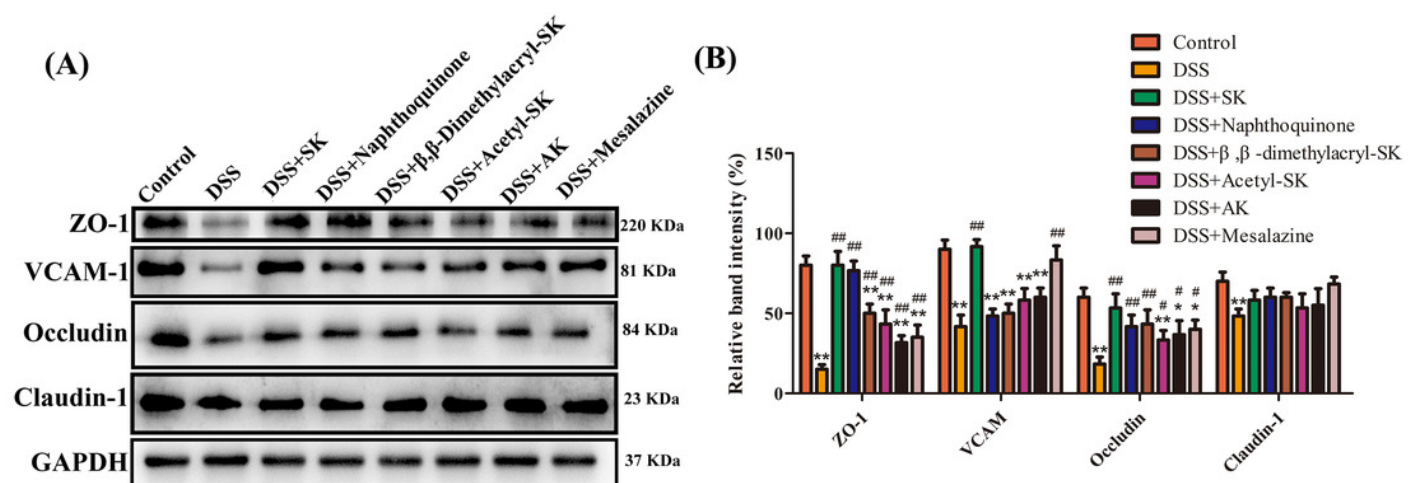 (A)
Control
DSS
DSS+SK
DSS+Naphthoquinone
DSS+β,β-Dimethylacryl-SK
DSS+Acetyl-SK
DSS+AK
DSS+Mesalazine
ZO-1
220 KDa
VCAM-1
81 KDa
Occludin
84 KDa
Claudin-1
23 KDa
GAPDH
37 KDa
(B)
Control
DSS
DSS+SK
DSS+Naphthoquinone
DSS+β ,β -dimethylacryl-SK
DSS+Acetyl-SK
DSS+AK
DSS+Mesalazine
Relative band intensity (%)
150
100
50
0
**
##
##
##
**
##
**
##
**
##
**
**
##
**
**
**
**
##
**
##
##
##
#
**
#
*
#
*
**
ZO-1
VCAM
Occludin
Claudin-1